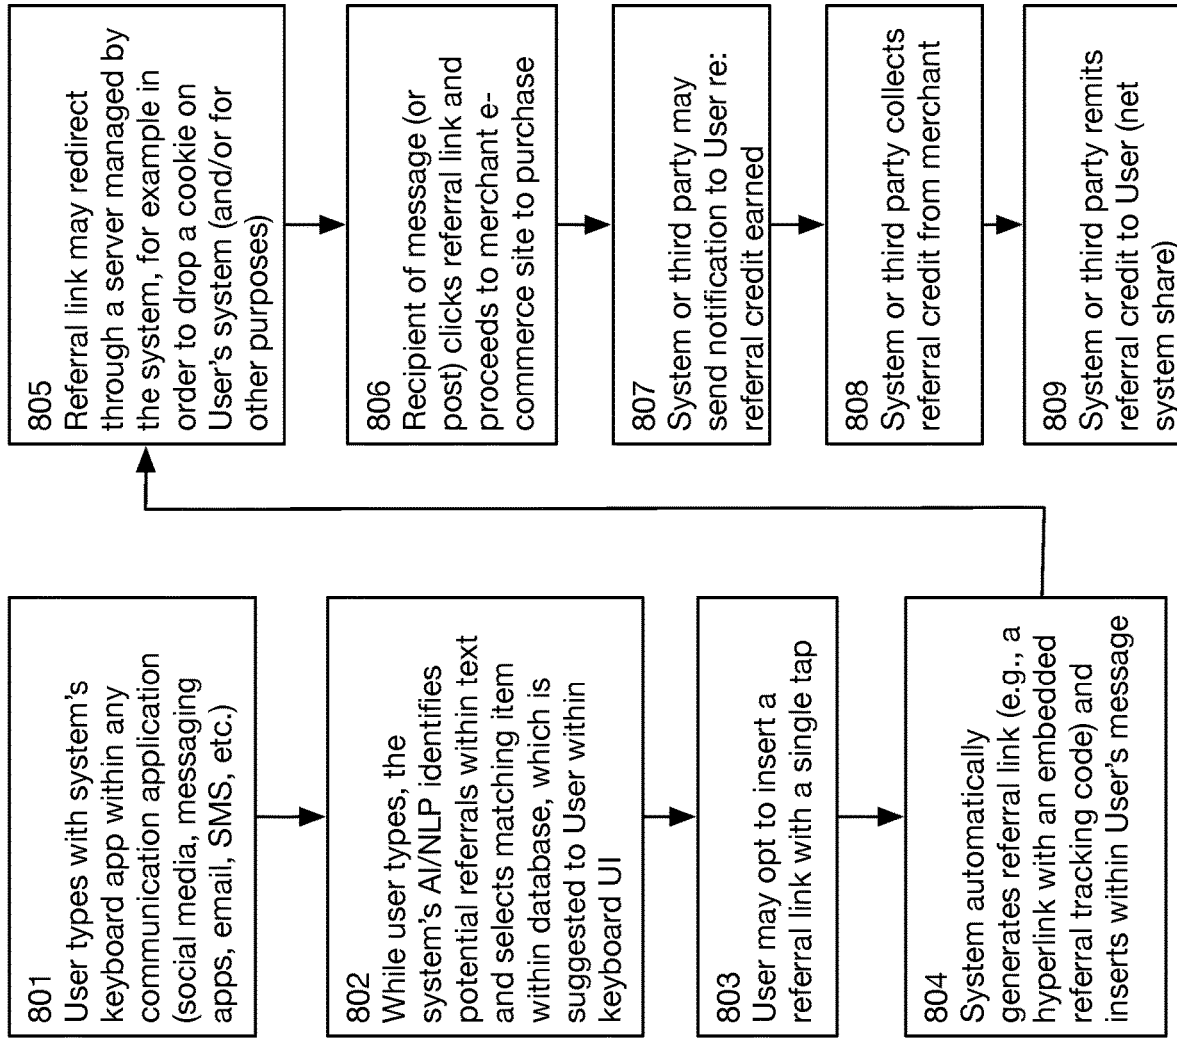 801
User types with system's
keyboard app within any
communication application
(social media, messaging
apps, email, SMS, etc.)
802
While user types, the
system's AI/NLP identifies
potential referrals within text
and selects matching item
within database, which is
suggested to User within
keyboard UI
803
User may opt to insert a
referral link with a single tap
804
System automatically
generates referral link (e.g., a
hyperlink with an embedded
referral tracking code) and
inserts within User's message
805
Referral link may redirect
through a server managed by
the system, for example in
order to drop a cookie on
User's system (and/or for
other purposes)
806
Recipient of message (or
post) clicks referral link and
proceeds to merchant e-
commerce site to purchase
807
System or third party may
send notification to User re:
referral credit earned
808
System or third party collects
referral credit from merchant
809
System or third party remits
referral credit to User (net
system share)